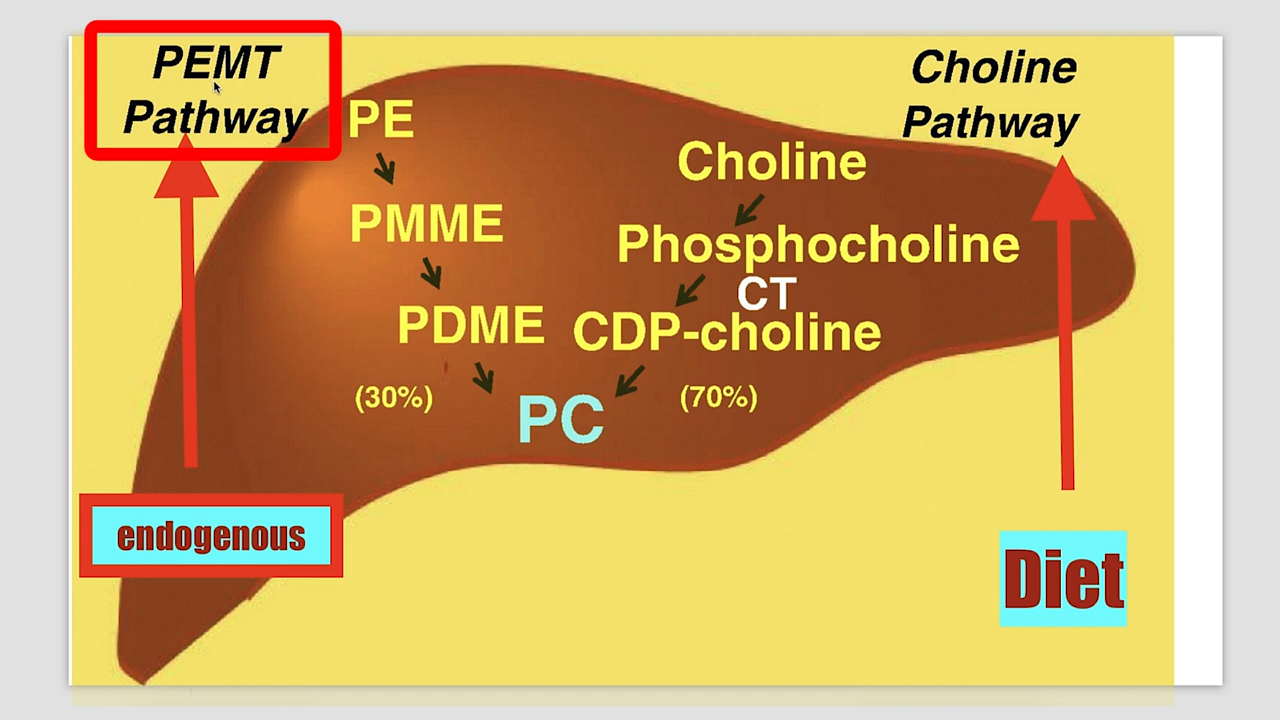 PEMT
Pathway
PE
PMME
PDME
(30%)
Choline
Pathway
Choline
Phosphocholine
CT
CDP-choline
(70%)
PC
endogenous
Diet